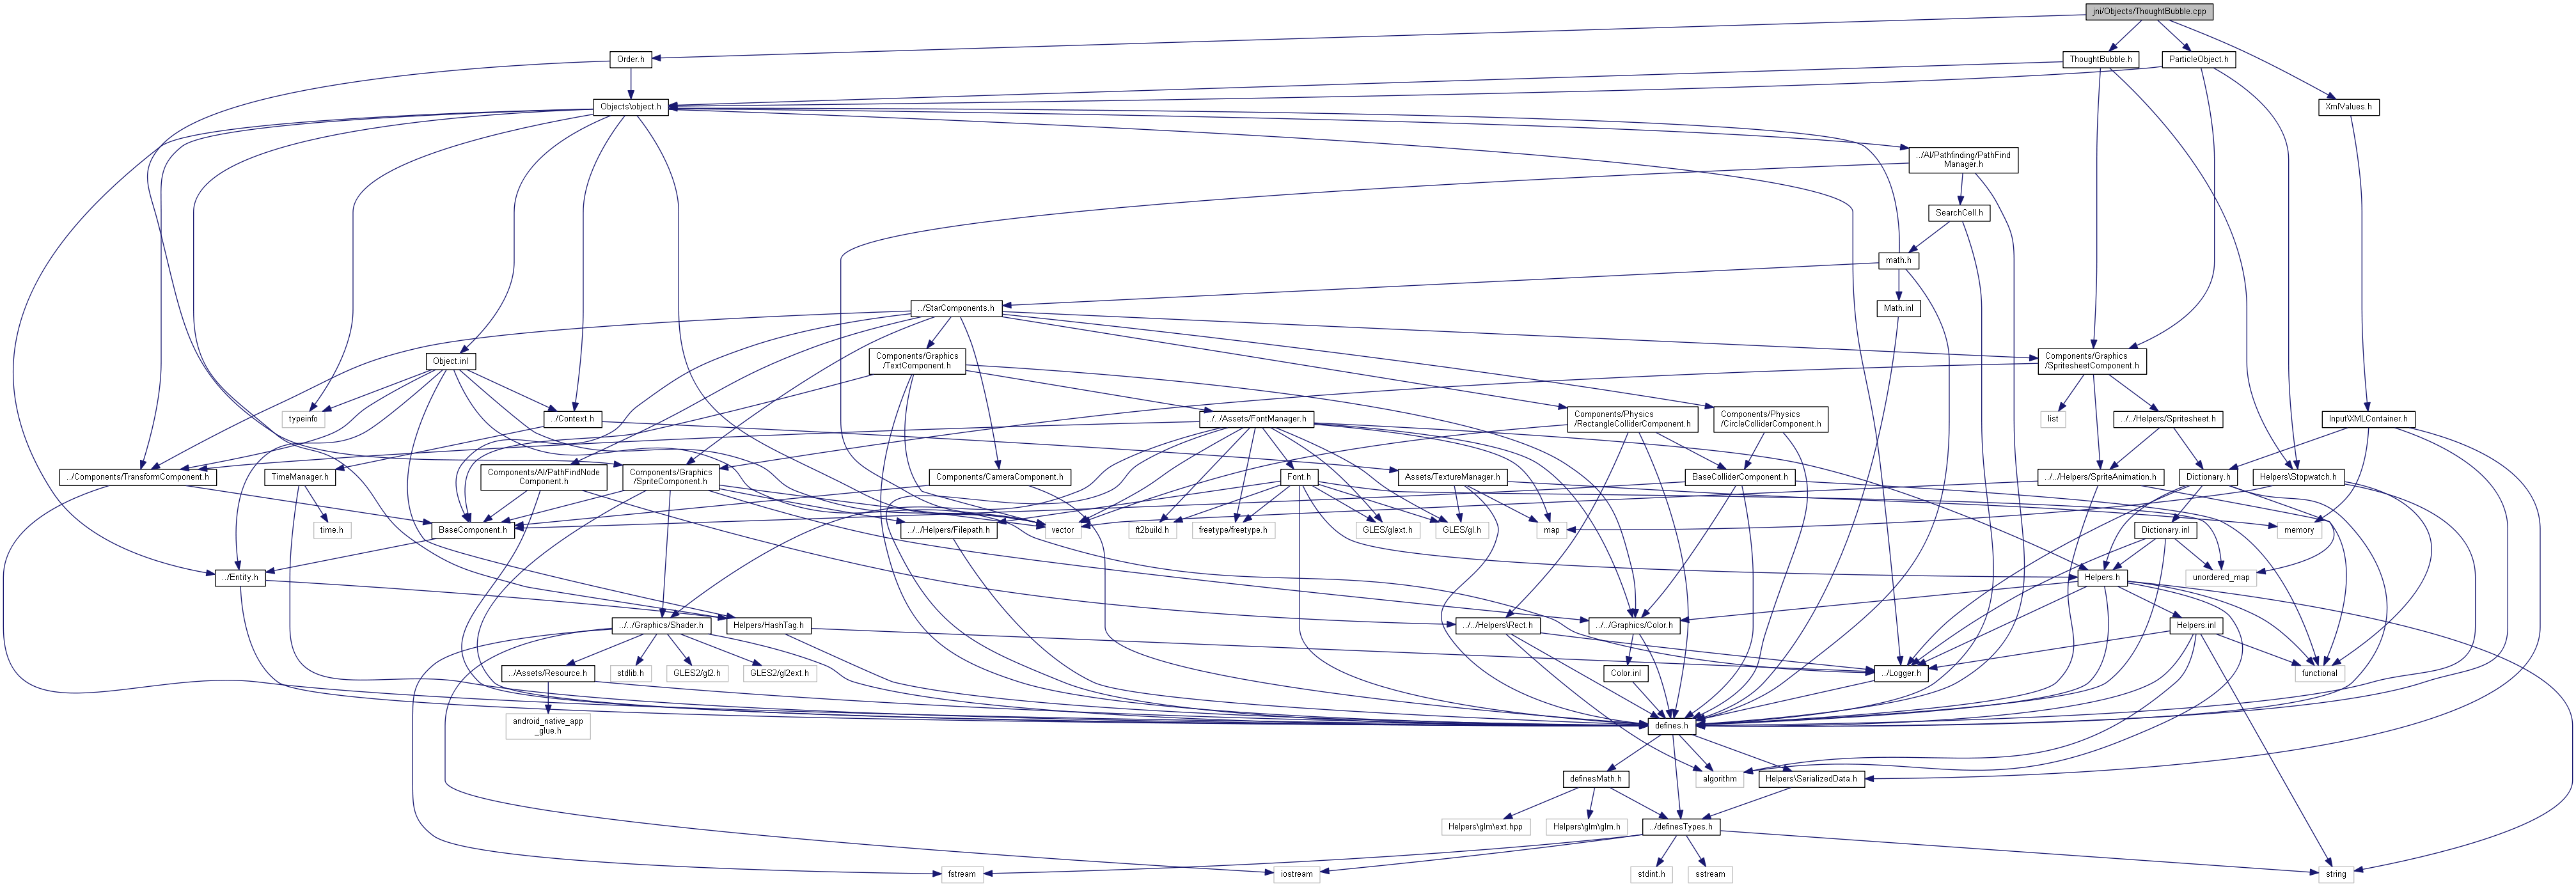 jni/Objects/ThoughtBubble.cpp
Order.h
ThoughtBubble.h
ParticleObject.h
Objects\object.h
XmlValues.h
../AI/Pathfinding/PathFind
Manager.h
SearchCell.h
math.h
../StarComponents.h
Math.inl
Object.inl
Components/Graphics
/TextComponent.h
Components/Graphics
/SpritesheetComponent.h
typeinfo
../Context.h
../../Assets/FontManager.h
Components/Physics
/RectangleColliderComponent.h
Components/Physics
/CircleColliderComponent.h
list
../../Helpers/Spritesheet.h
Input\XMLContainer.h
../Components/TransformComponent.h
TimeManager.h
Components/AI/PathFindNode
Component.h
Components/Graphics
/SpriteComponent.h
Components/CameraComponent.h
Font.h
Assets/TextureManager.h
BaseColliderComponent.h
../../Helpers/SpriteAnimation.h
Dictionary.h
Helpers\Stopwatch.h
time.h
BaseComponent.h
../../Helpers/Filepath.h
vector
ft2build.h
freetype/freetype.h
GLES/glext.h
GLES/gl.h
map
Dictionary.inl
memory
../Entity.h
Helpers.h
unordered_map
../../Graphics/Shader.h
Helpers/HashTag.h
../../Helpers\Rect.h
../../Graphics/Color.h
Helpers.inl
../Assets/Resource.h
stdlib.h
GLES2/gl2.h
GLES2/gl2ext.h
Color.inl
../Logger.h
functional
android_native_app
_glue.h
defines.h
definesMath.h
algorithm
Helpers\SerializedData.h
Helpers\glm\ext.hpp
Helpers\glm\glm.h
../definesTypes.h
fstream
iostream
stdint.h
sstream
string